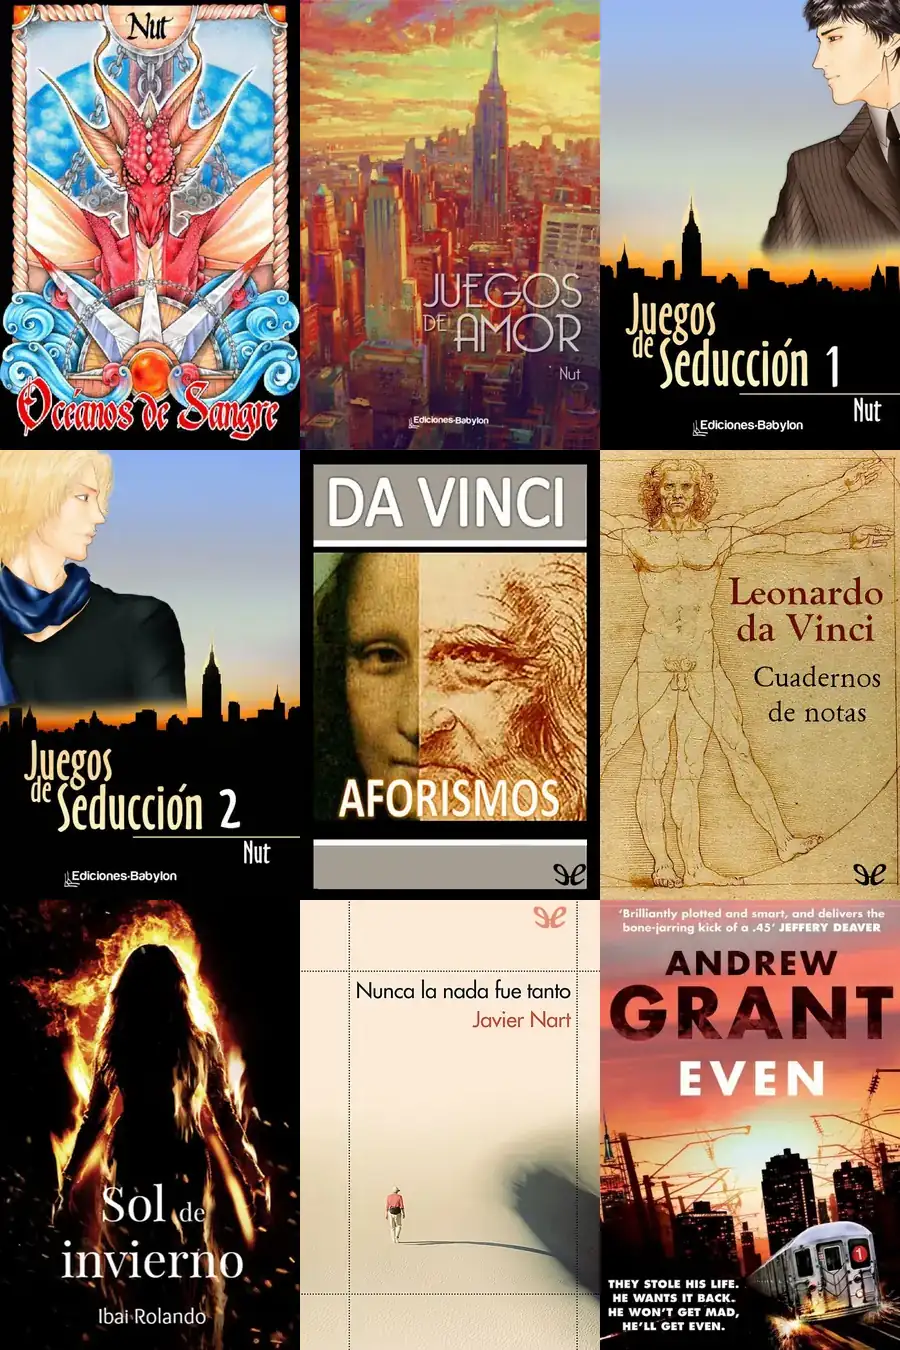 Nut
Océanos de Sangre
JUEGOS
DE AMOR
Nut
Ediciones-Babylon
Juegos
de Seducción 1
Nut
Ediciones-Babylon
Juegos
de Seducción 2
Nut
Ediciones-Babylon
DA VINCI
AFORISMOS
Leonardo
da Vinci
Cuadernos
de notas
Sol de
invierno
Ibai Rolando
Nunca la nada fue tanto
Javier Nart
'Brilliantly plotted and smart, and delivers the
bone-jarring kick of a .45' JEFFERY DEAVER
ANDREW
GRANT
EVEN
1
THEY STOLE HIS LIFE.
HE WANTS IT BACK.
HE WON'T GET MAD,
HE'LL GET EVEN.